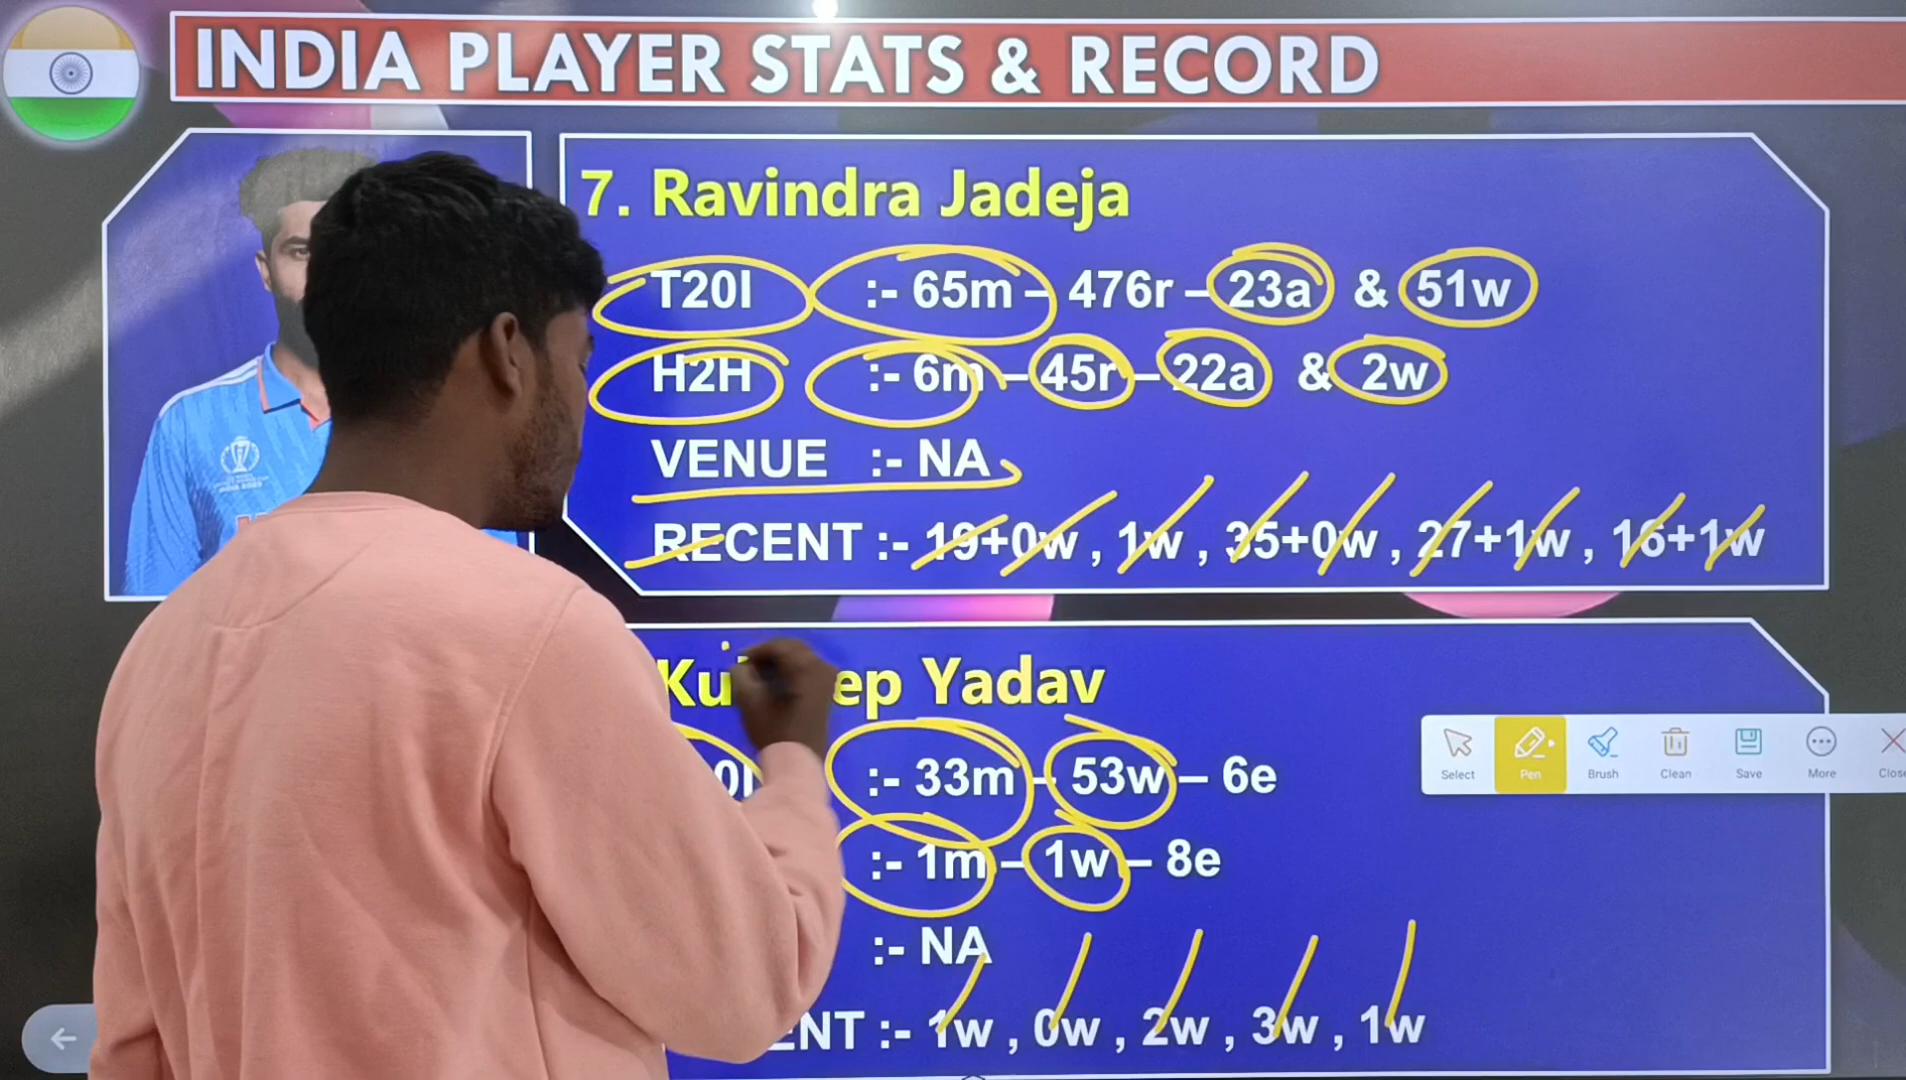 INDIA PLAYER STATS & RECORD
7. Ravindra Jadeja
T20I :- 65m – 476r – 23a & 51w
H2H :- 6m – 45r – 22a & 2w
VENUE :- NA
RECENT :- 19+0w , 1w , 35+0w , 27+1w , 16+1w
Yadav
:- 33m – 53w – 6e
:- 1m – 1w – 8e
:- NA
:- 1w , 0w , 2w , 3w , 1w
Select Pen Brush Clean Save More